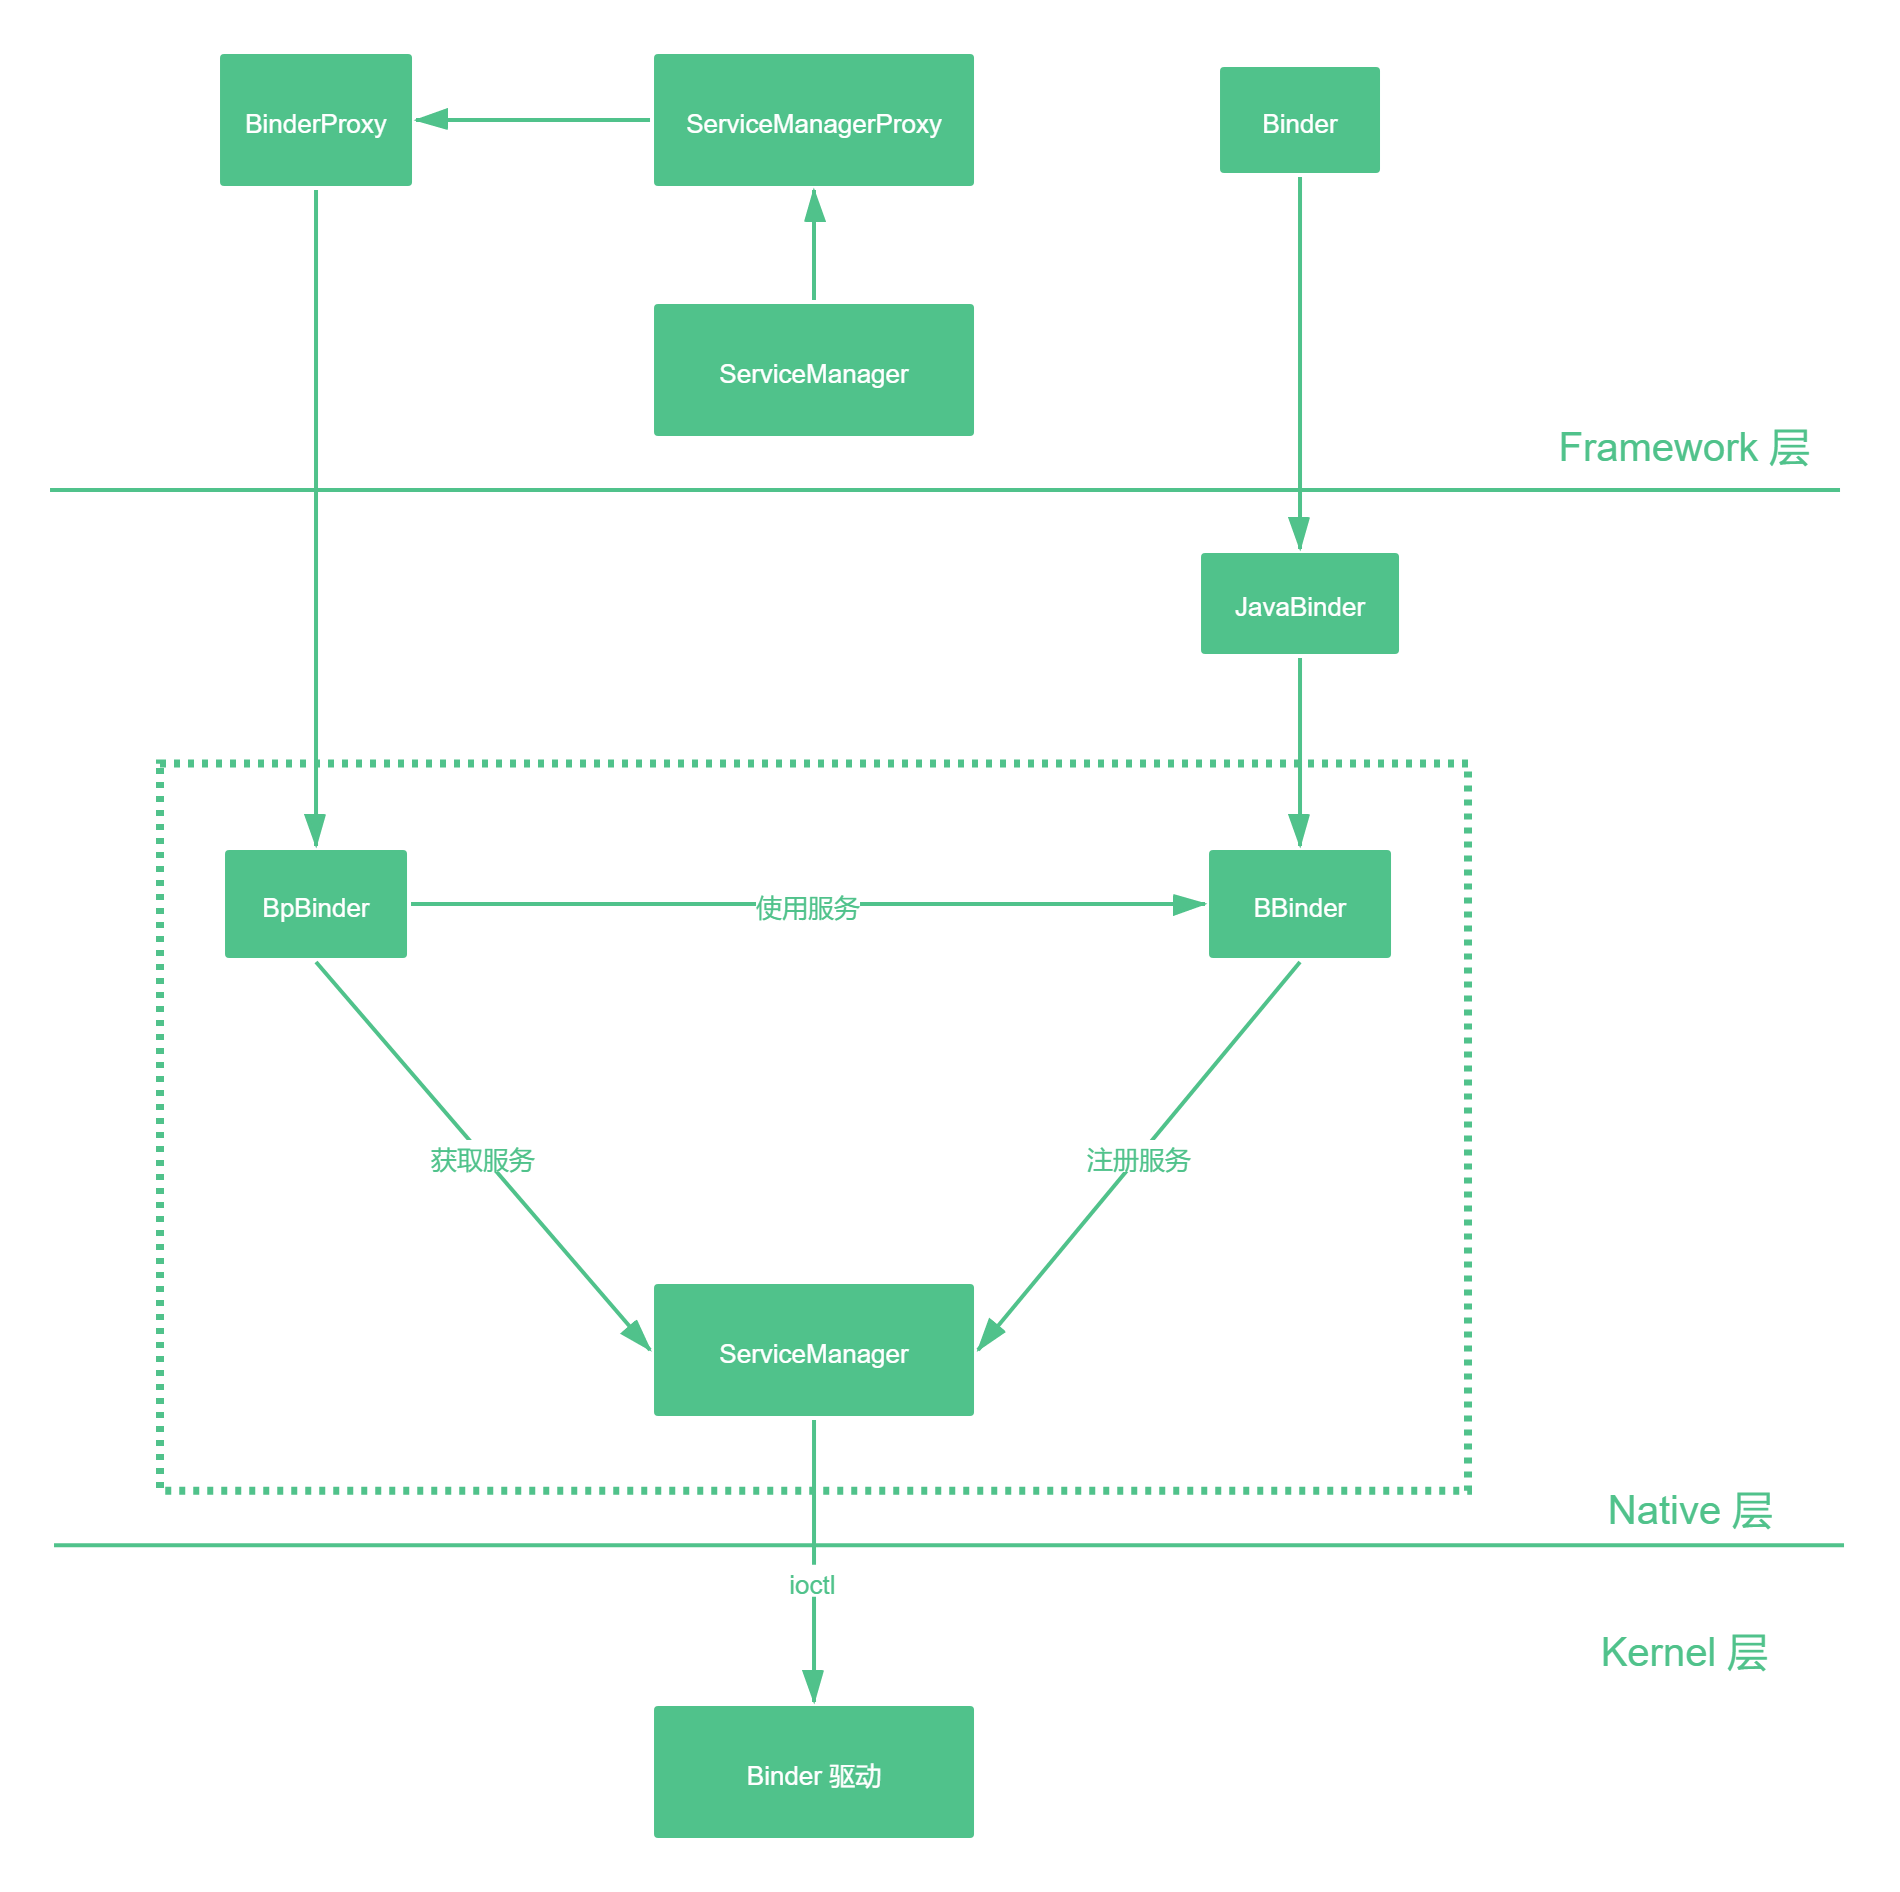 BinderProxy
ServiceManagerProxy
Binder
ServiceManager
Framework 层
JavaBinder
BpBinder
使用服务
BBinder
获取服务
注册服务
ServiceManager
Native 层
ioctl
Kernel 层
Binder 驱动